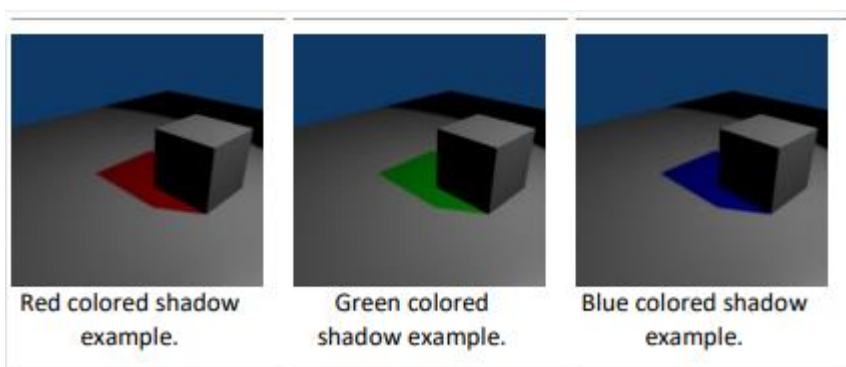 Red colored shadow
example.
Green colored
shadow example.
Blue colored shadow
example.